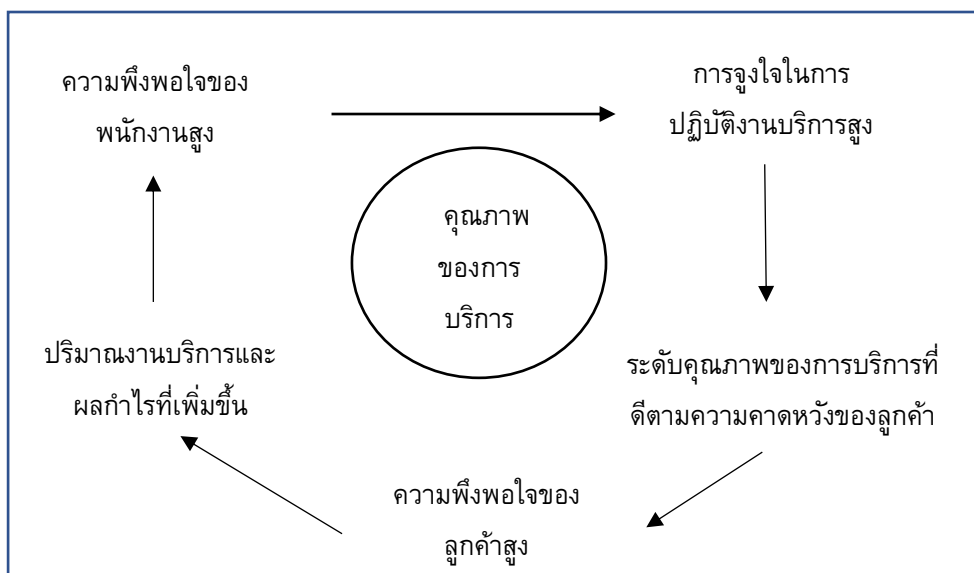 ความพึงพอใจของ
พนักงานสูง
การจูงใจในการ
ปฏิบัติงานบริการสูง
คุณภาพ
ของการ
บริการ
ปริมาณงานบริการและ
ผลกำไรที่เพิ่มขึ้น
ระดับคุณภาพของการบริการที่
ดีตามความคาดหวังของลูกค้า
ความพึงพอใจของ
ลูกค้าสูง